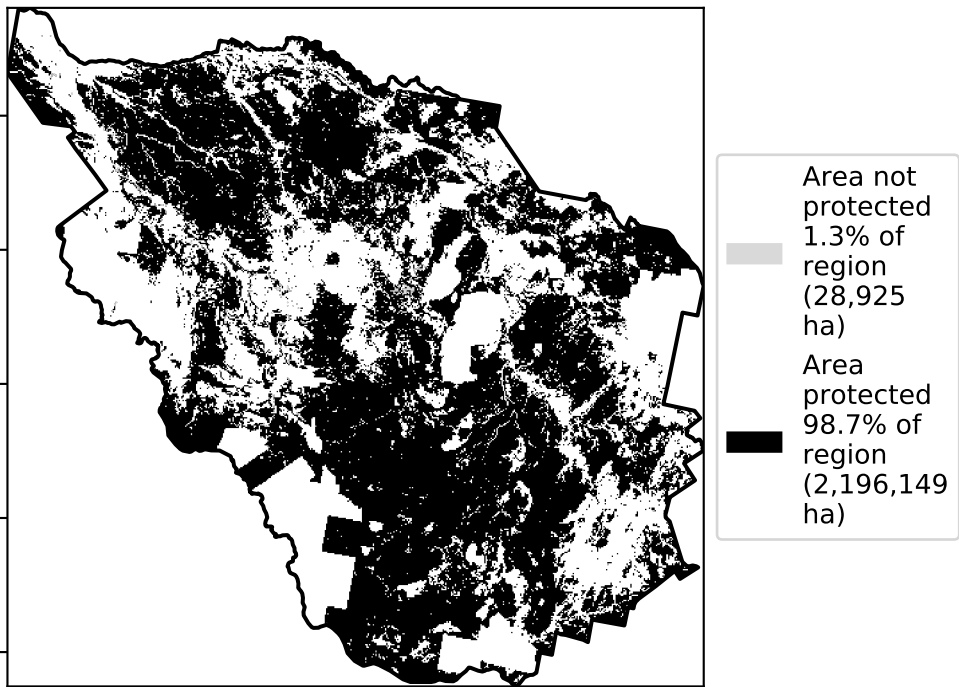 Area not
protected
1.3% of
region
(28,925
ha)
Area
protected
98.7% of
region
(2,196,149
ha)